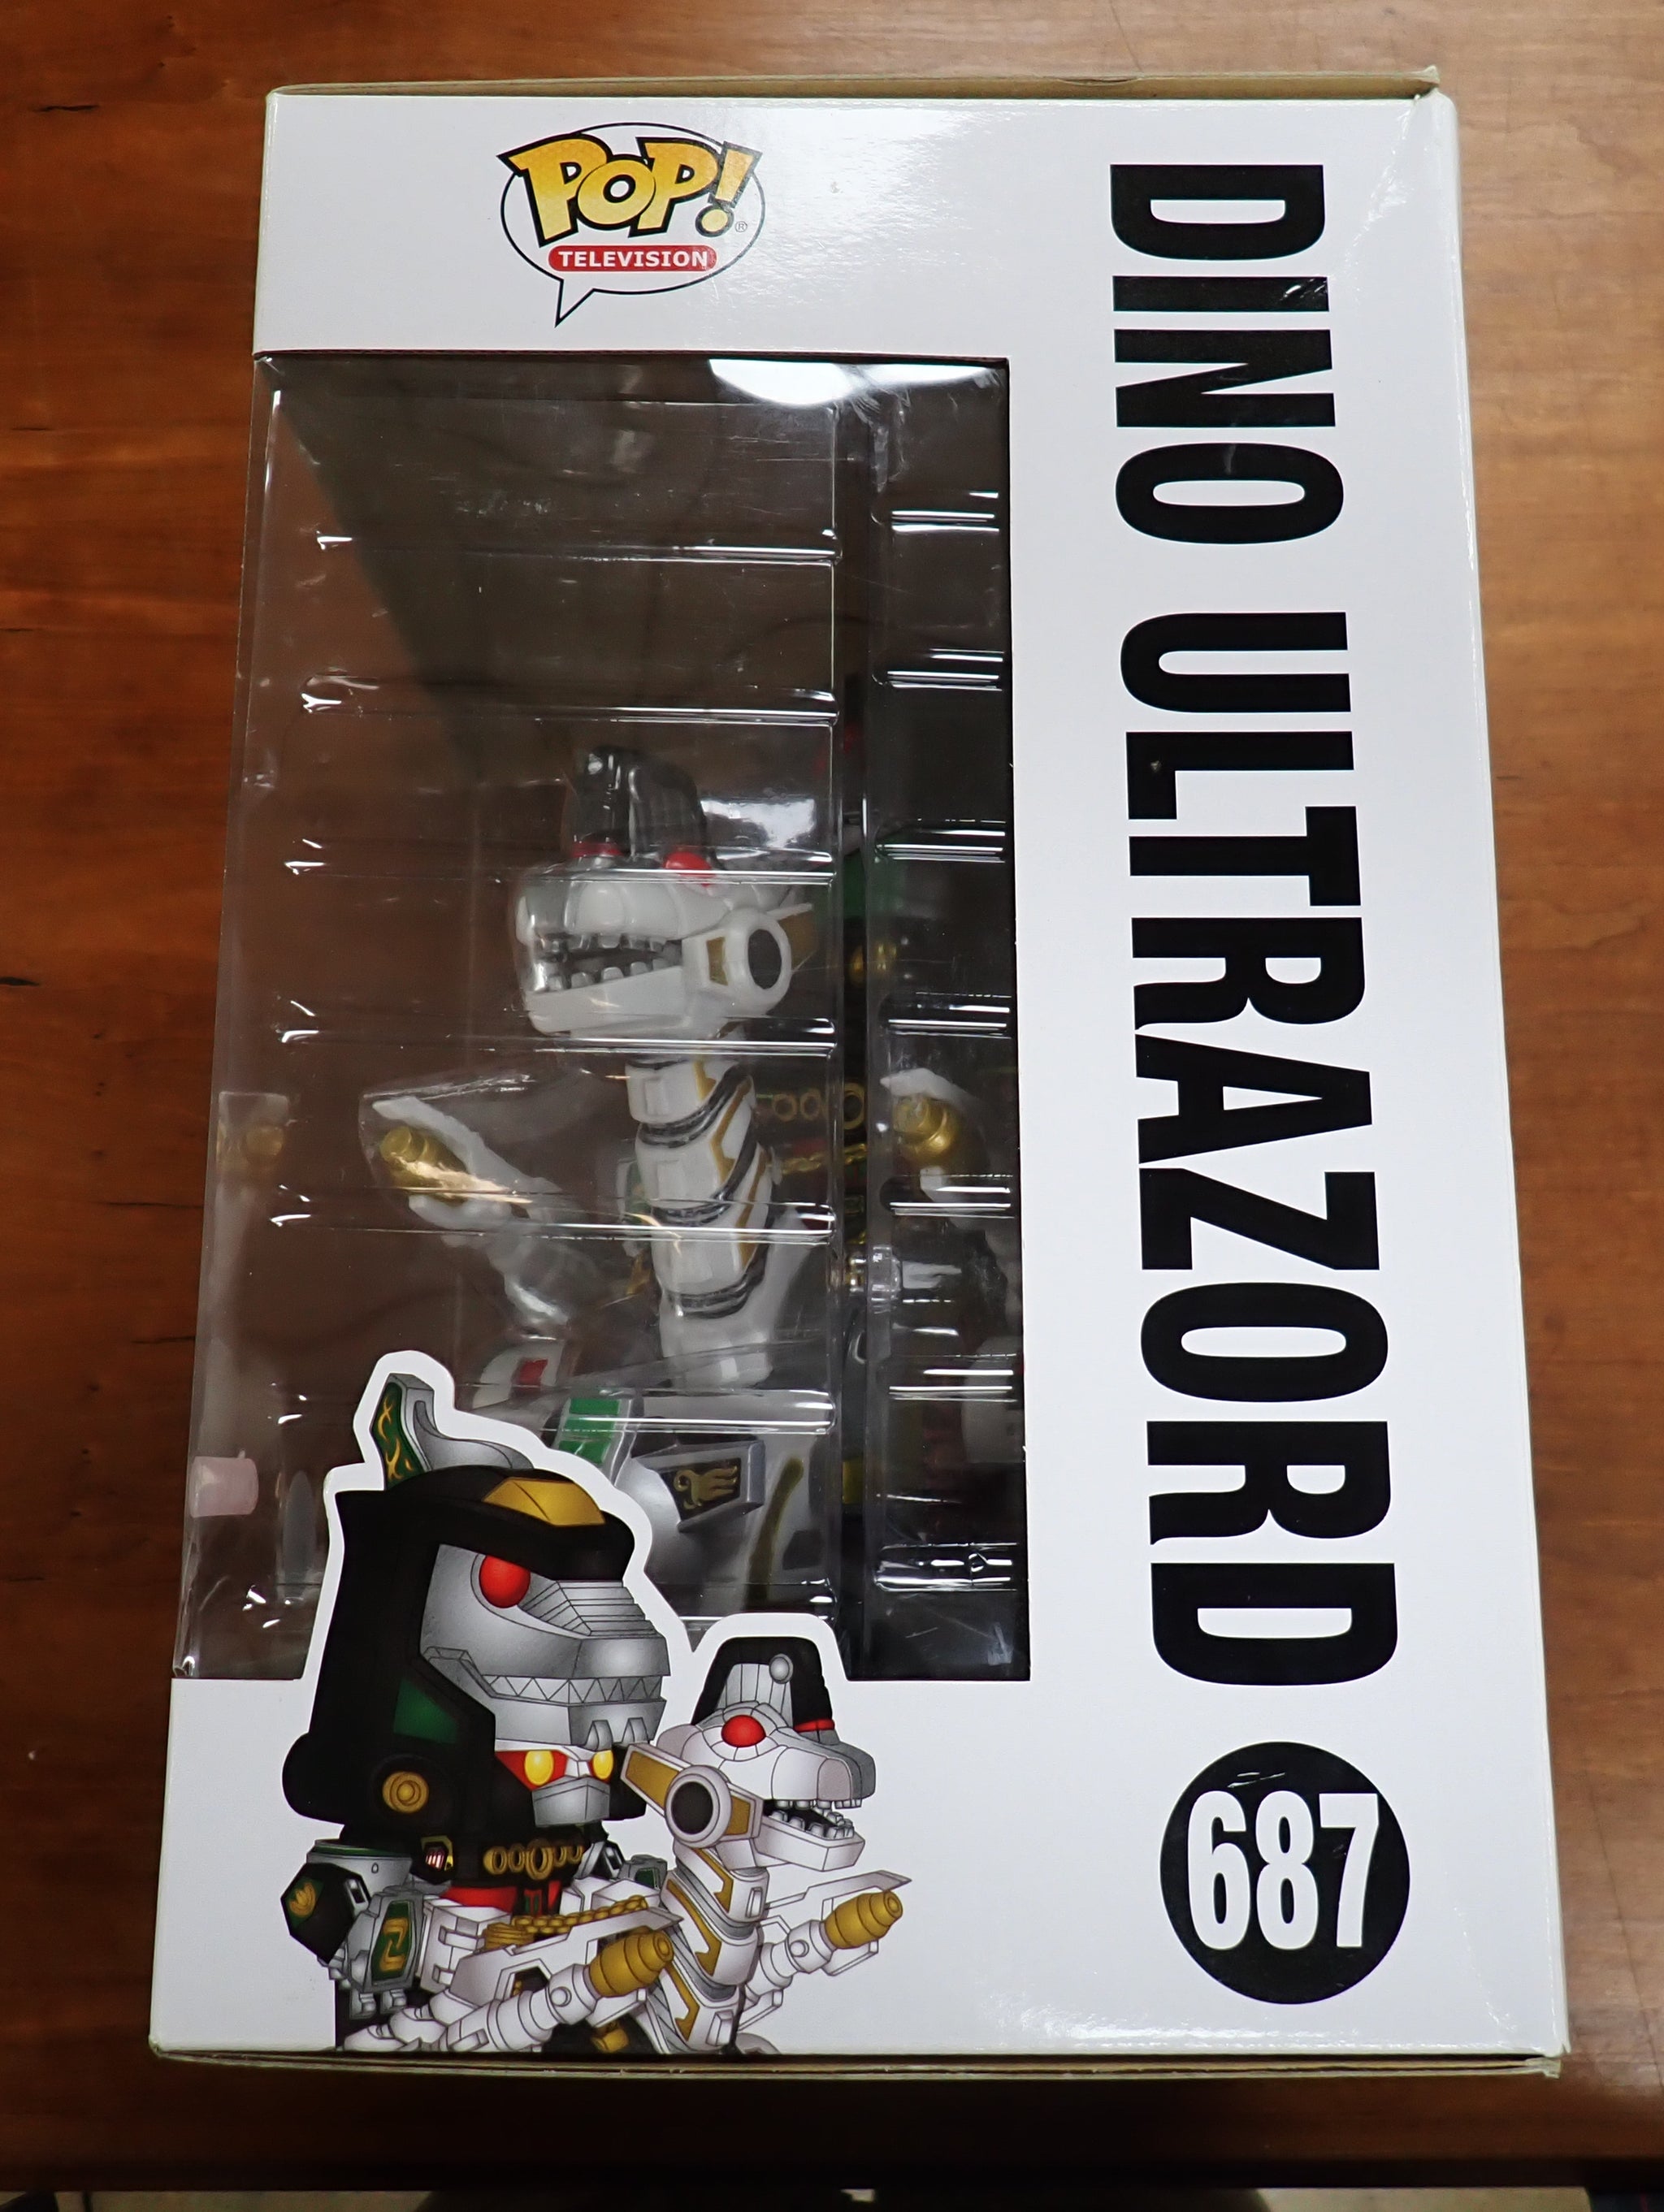 POP!®
TELEVISION
DINO ULTRAZORD
687